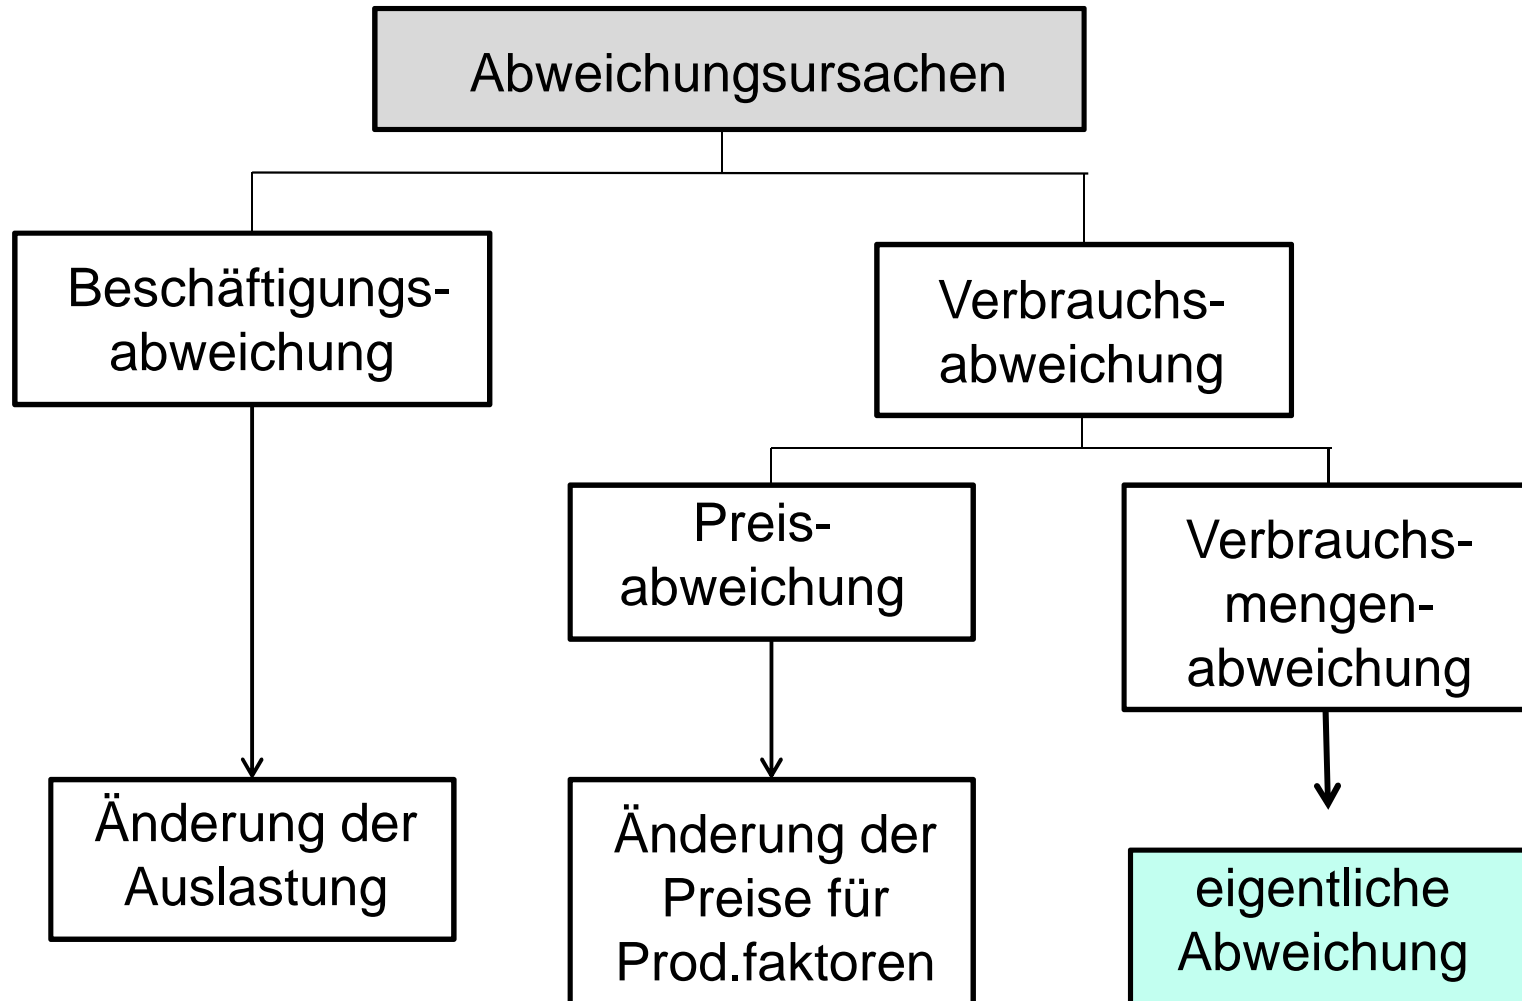 Abweichungsursachen
Beschäftigungs-
abweichung
Verbrauchs-
abweichung
Preis-
abweichung
Verbrauchs-
mengen-
abweichung
Änderung der
Auslastung
Änderung der
Preise für
Prod.faktoren
eigentliche
Abweichung